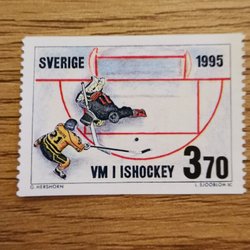 SVERIGE 1995
VM I ISHOCKEY 3.70
G. HERSHORN L. SJÖÖBLOM SC